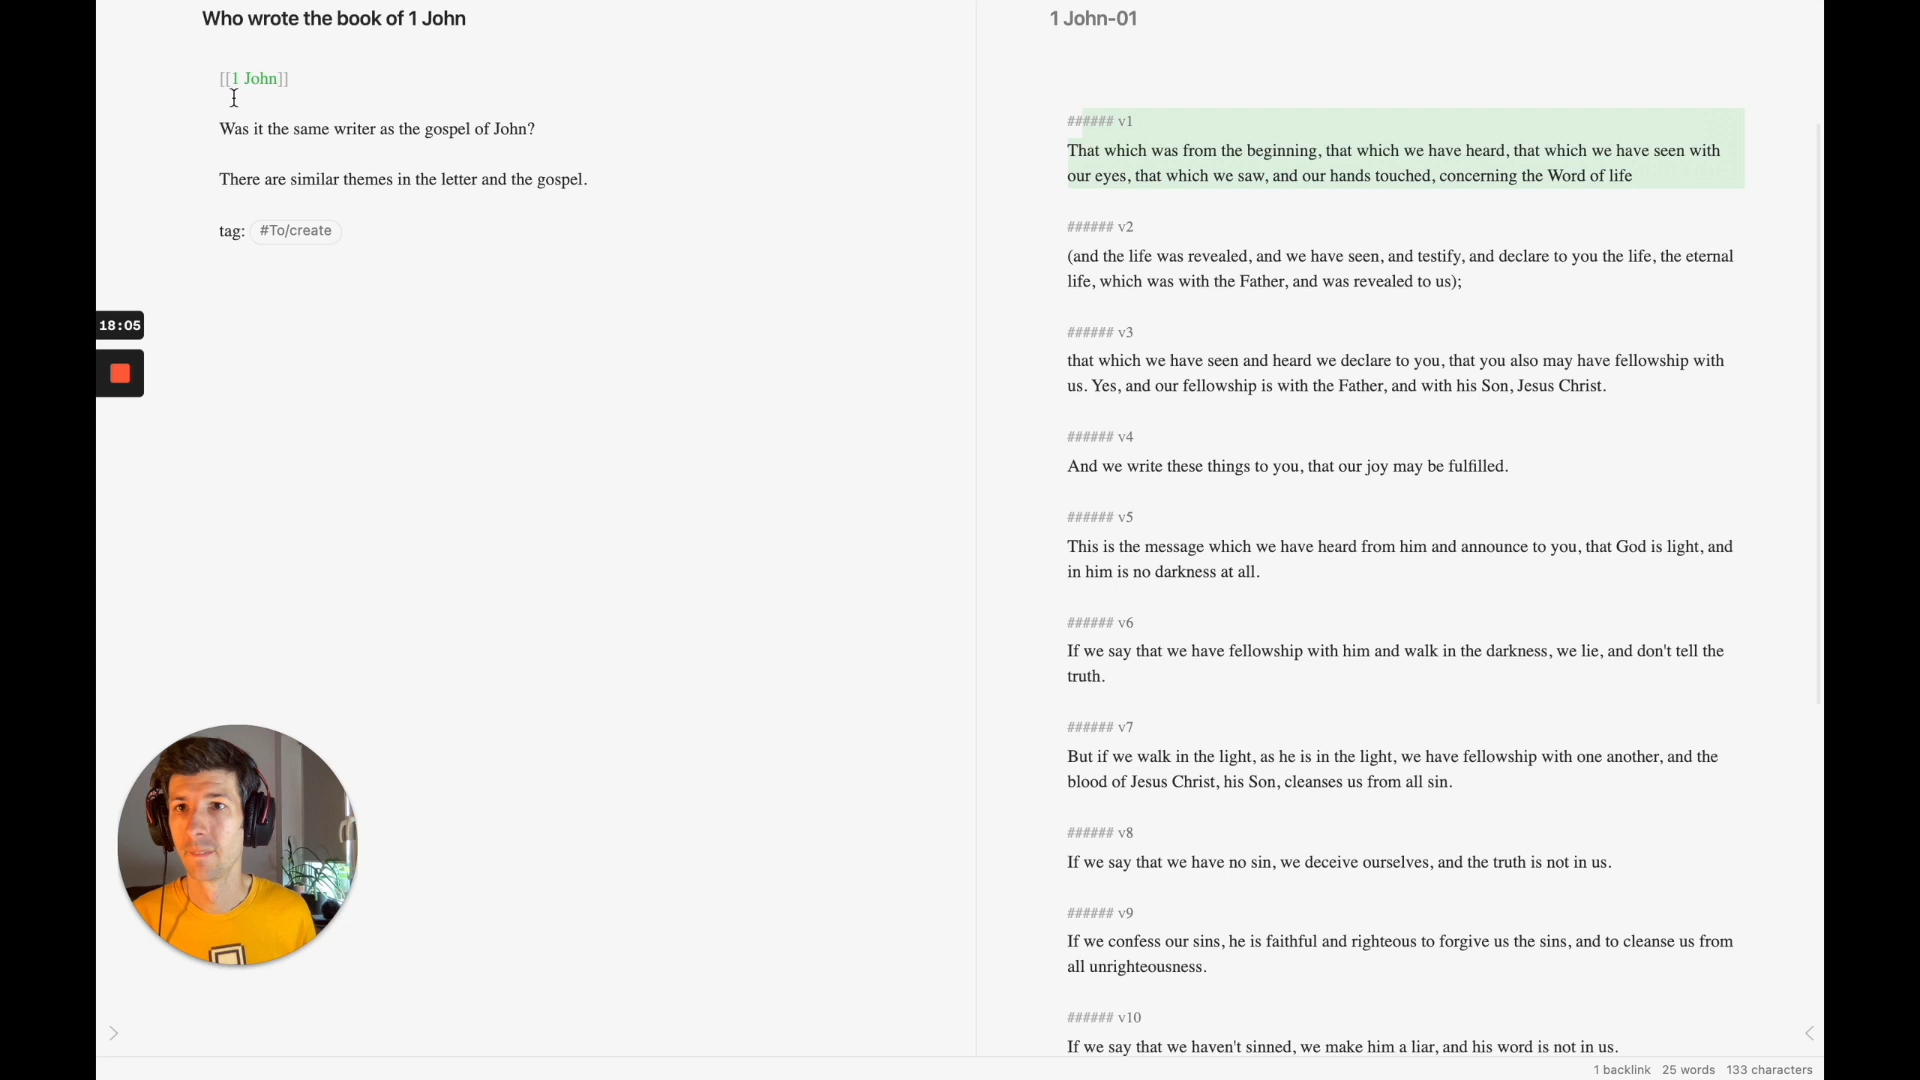 Who wrote the book of 1 John
[[1 John]]
Was it the same writer as the gospel of John?
There are similar themes in the letter and the gospel.
tag: #To/create
18:05
1 John-01
###### v1
That which was from the beginning, that which we have heard, that which we have seen with
our eyes, that which we saw, and our hands touched, concerning the Word of life
###### v2
(and the life was revealed, and we have seen, and testify, and declare to you the life, the eternal
life, which was with the Father, and was revealed to us);
###### v3
that which we have seen and heard we declare to you, that you also may have fellowship with
us. Yes, and our fellowship is with the Father, and with his Son, Jesus Christ.
###### v4
And we write these things to you, that our joy may be fulfilled.
###### v5
This is the message which we have heard from him and announce to you, that God is light, and
in him is no darkness at all.
###### v6
If we say that we have fellowship with him and walk in the darkness, we lie, and don't tell the
truth.
###### v7
But if we walk in the light, as he is in the light, we have fellowship with one another, and the
blood of Jesus Christ, his Son, cleanses us from all sin.
###### v8
If we say that we have no sin, we deceive ourselves, and the truth is not in us.
###### v9
If we confess our sins, he is faithful and righteous to forgive us the sins, and to cleanse us from
all unrighteousness.
###### v10
If we say that we haven't sinned, we make him a liar, and his word is not in us.
1 backlink 25 words 133 characters